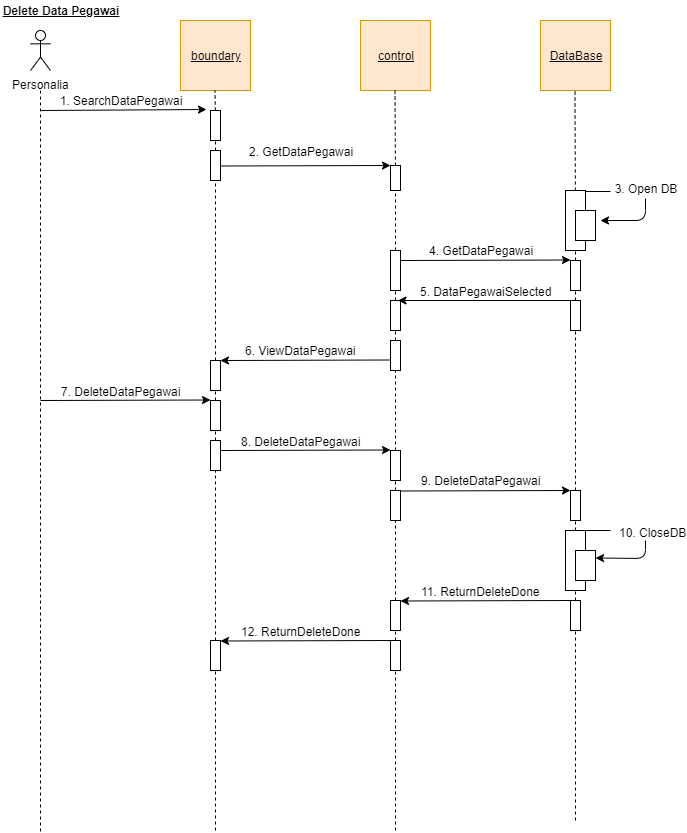 Delete Data Pegawai
Personalia
boundary
control
DataBase
1. SearchDataPegawai
2. GetDataPegawai
3. Open DB
4. GetDataPegawai
5. DataPegawaiSelected
6. ViewDataPegawai
7. DeleteDataPegawai
8. DeleteDataPegawai
9. DeleteDataPegawai
10. CloseDB
11. ReturnDeleteDone
12. ReturnDeleteDone